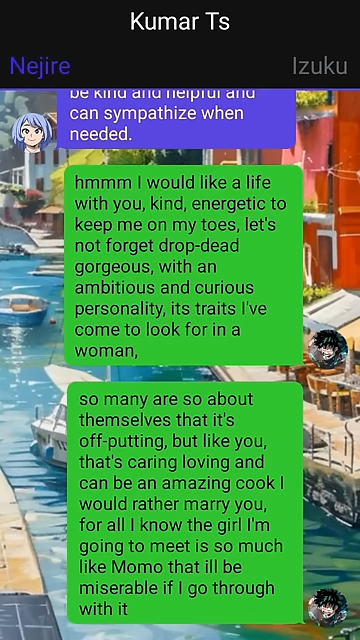 Kumar Ts
Nejire
Izuku
be kind and helpful and
can sympathize when
needed.
hmmm I would like a life
with you, kind, energetic to
keep me on my toes, let's
not forget drop-dead
gorgeous, with an
ambitious and curious
personality, its traits I've
come to look for in a
woman,
so many are so about
themselves that it's
off-putting, but like you,
that's caring loving and
can be an amazing cook I
would rather marry you,
for all I know the girl I'm
going to meet is so much
like Momo that ill be
miserable if I go through
with it